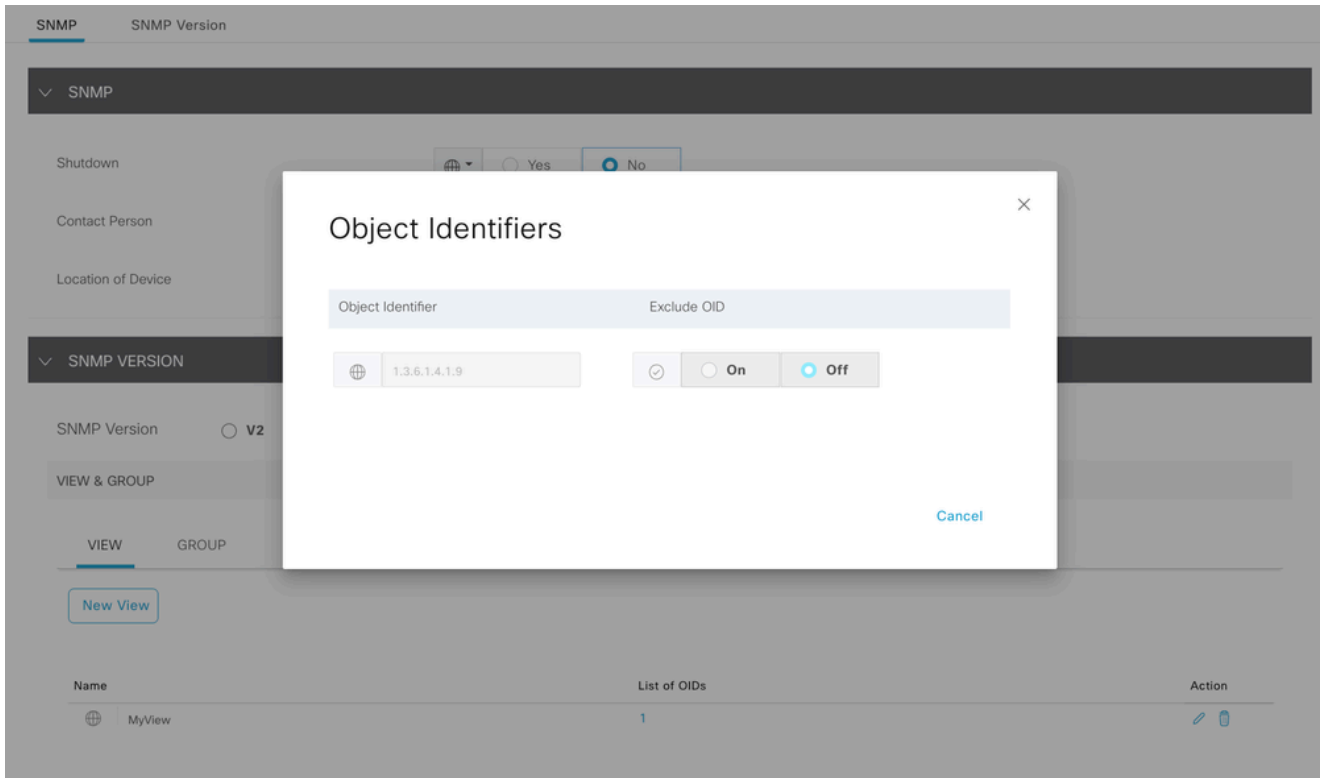 SNMP SNMP Version
SNMP
Shutdown Yes No
Contact Person
Location of Device
Object Identifiers
Object Identifier Exclude OID
1.3.6.1.4.1.9 On Off
Cancel
SNMP VERSION
SNMP Version V2
VIEW & GROUP
VIEW GROUP
New View
Name List of OIDs Action
MyView 1